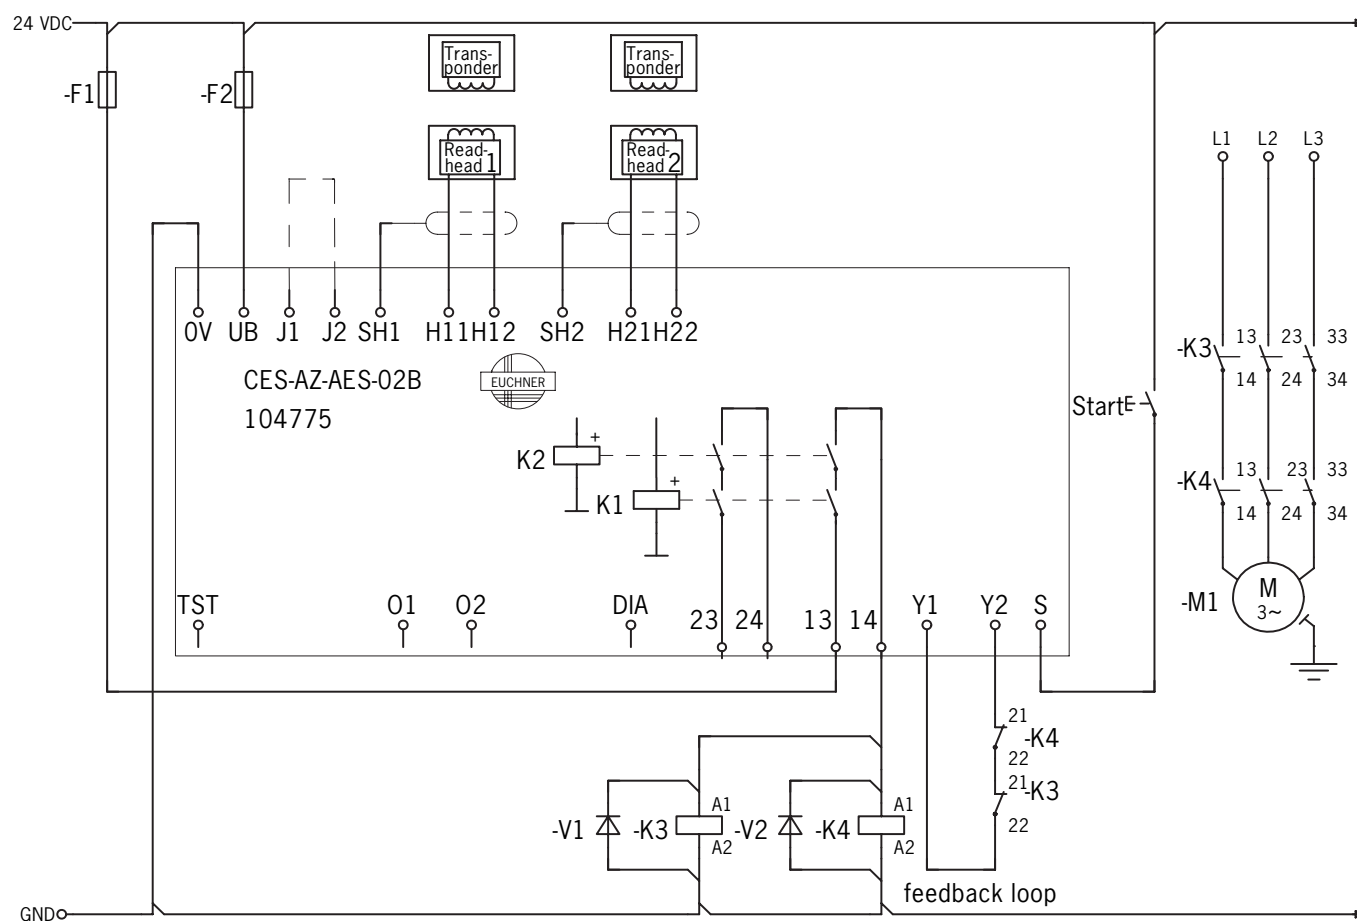 24 VDC
Trans-
ponder
Trans-
ponder
-F1
-F2
Read-
head 1
Read-
head 2
L1 L2 L3
0V UB J1 J2 SH1 H11 H12 SH2 H21 H22
CES-AZ-AES-02B
EUCHNER
104775
-K3
13 23 33
14 24 34
Start
K2
+
K1
+
-K4
13 23 33
14 24 34
M
3~
-M1
TST O1 O2 DIA 23 24 13 14 Y1 Y2 S
21
-K4
22
21
-K3
22
-V1
-K3
A1
A2
-V2
-K4
A1
A2
feedback loop
GND